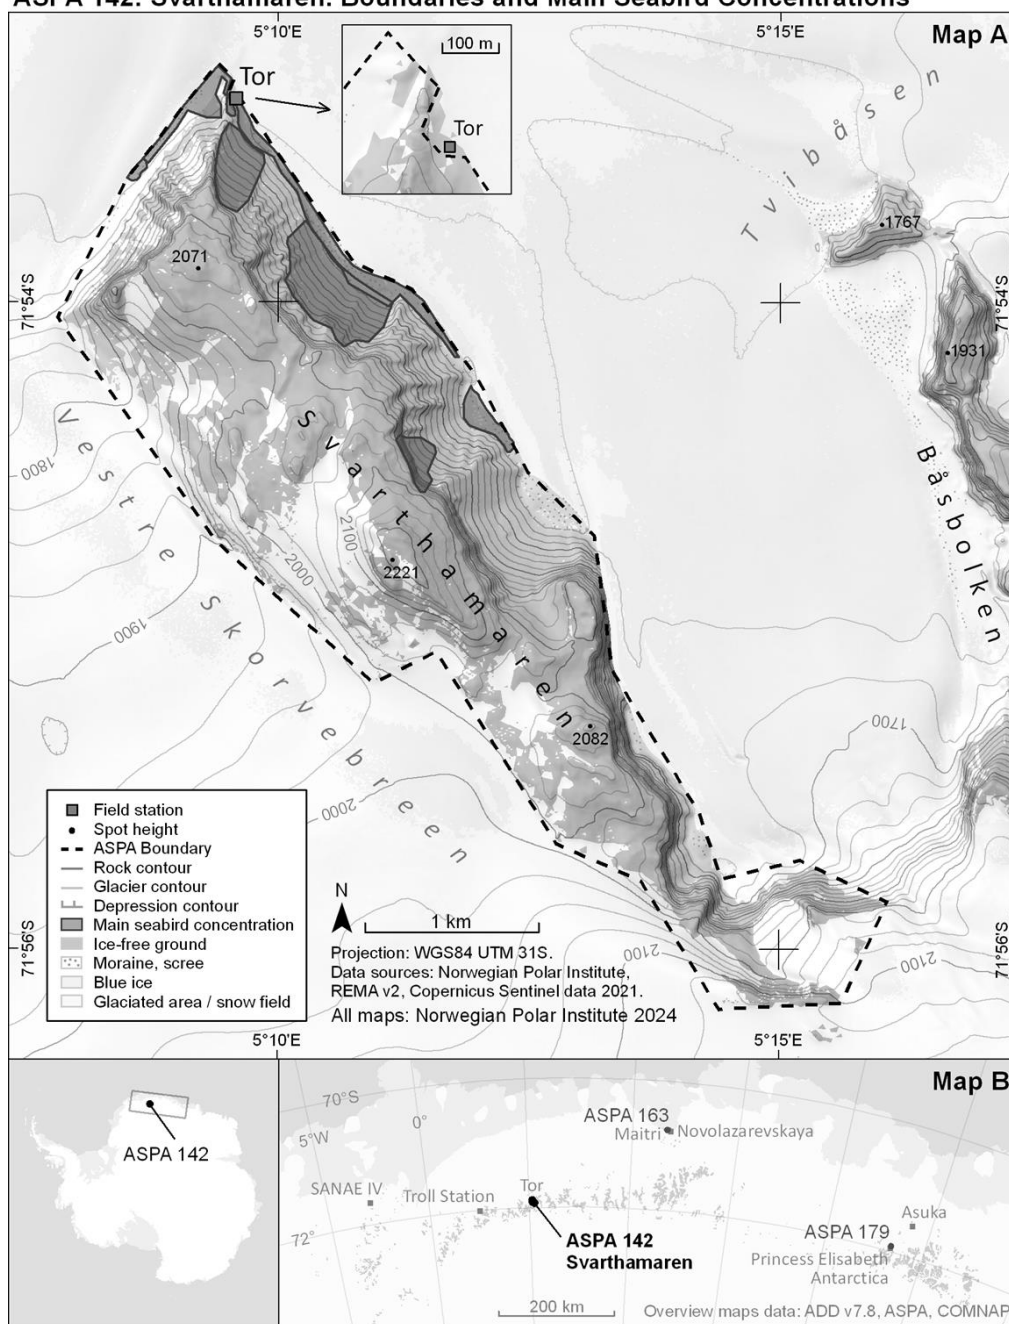 ASPA 142: Svarthamaren: Boundaries and Main Seabird Concentrations
5°10'E
5°15'E
Map A
100 m
Tor
Tor
Tvibåsen
1767
2071
71°54'S
71°54'S
1931
Svarthamaren
Vestre Skorvebreen
Båsbolken
1800
2100
2221
2000
1900
2082
1700
2000
2100
2100
Field station
Spot height
ASPA Boundary
Rock contour
Glacier contour
Depression contour
Main seabird concentration
Ice-free ground
Moraine, scree
Blue ice
Glaciated area / snow field
N
1 km
Projection: WGS84 UTM 31S.
Data sources: Norwegian Polar Institute,
REMA v2, Copernicus Sentinel data 2021.
All maps: Norwegian Polar Institute 2024
71°56'S
71°56'S
5°10'E
5°15'E
ASPA 142
Map B
70°S
0°
5°W
ASPA 163
Maitri
Novolazarevskaya
SANAE IV
Troll Station
Tor
72°
ASPA 142
Svarthamaren
Asuka
ASPA 179
Princess Elisabeth
Antarctica
200 km
Overview maps data: ADD v7.8, ASPA, COMNAP